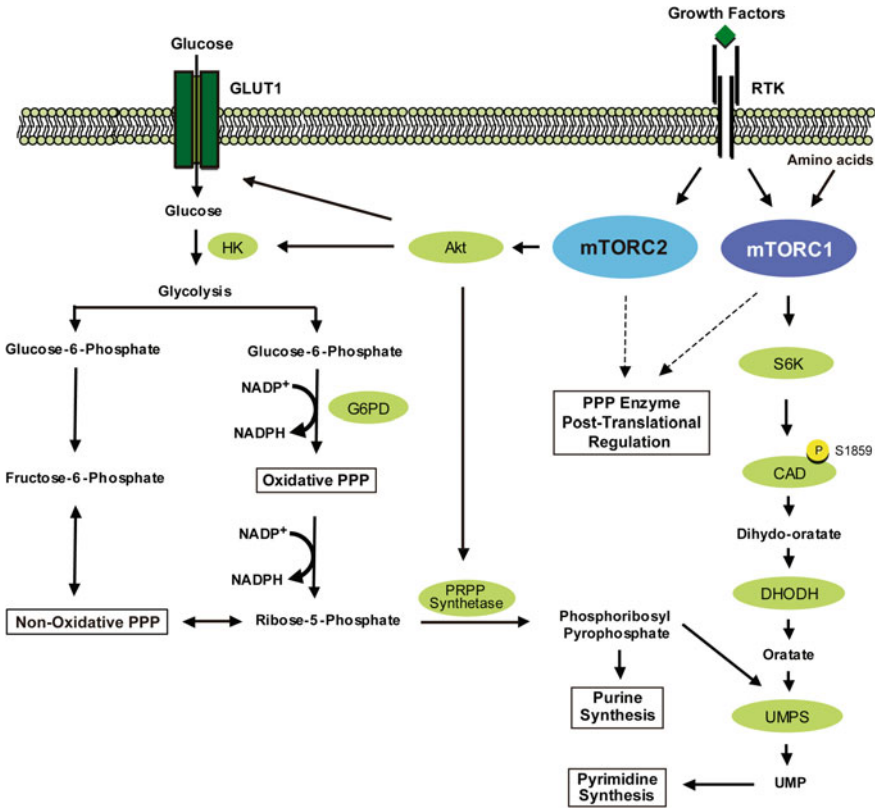 Growth Factors
Glucose
GLUT1
RTK
Amino acids
Glucose
HK
Akt
mTORC2
mTORC1
Glycolysis
Glucose-6-Phosphate
Glucose-6-Phosphate
S6K
NADP+
G6PD
NADPH
PPP Enzyme
Post-Translational
Regulation
P
S1859
CAD
Fructose-6-Phosphate
Oxidative PPP
NADP+
NADPH
Dihydo-oratate
DHODH
PRPP
Synthetase
Non-Oxidative PPP
Ribose-5-Phosphate
Phosphoribosyl
Pyrophosphate
Oratate
UMPS
Purine
Synthesis
UMP
Pyrimidine
Synthesis